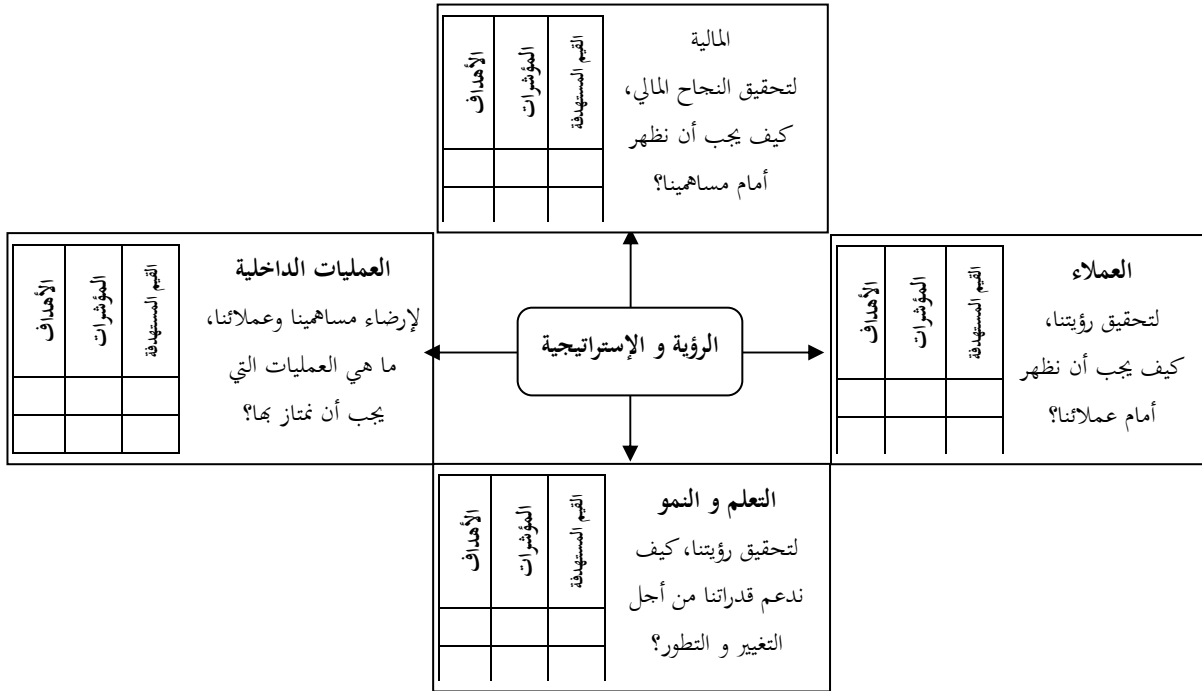 المالية
لتحقيق النجاح المالي،
كيف يجب أن نظهر
أمام مساهمينا؟
القيم المستهدفة
المؤشرات
الأهداف
العملاء
لتحقيق رؤيتنا،
كيف يجب أن نظهر
أمام عملائنا؟
القيم المستهدفة
المؤشرات
الأهداف
الرؤية و الإستراتيجية
العمليات الداخلية
لإرضاء مساهمينا وعملائنا،
ما هي العمليات التي
يجب أن نمتاز بها؟
القيم المستهدفة
المؤشرات
الأهداف
التعلم و النمو
لتحقيق رؤيتنا، كيف
ندعم قدراتنا من أجل
التغيير و التطور؟
القيم المستهدفة
المؤشرات
الأهداف